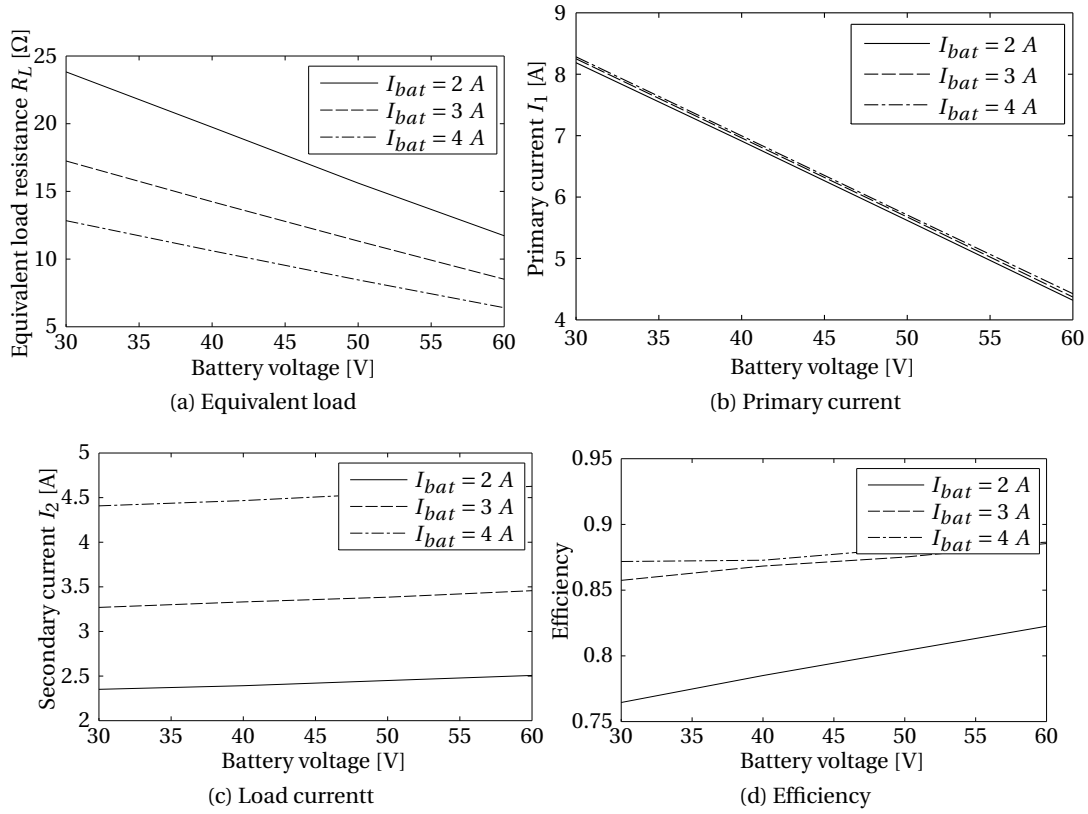 Equivalent load resistance R_L [Ω]
25
20
15
10
5
I_bat = 2 A
I_bat = 3 A
I_bat = 4 A
30 35 40 45 50 55 60
Battery voltage [V]
(a) Equivalent load
Primary current I_1 [A]
9
8
7
6
5
4
I_bat = 2 A
I_bat = 3 A
I_bat = 4 A
30 35 40 45 50 55 60
Battery voltage [V]
(b) Primary current
Secondary current I_2 [A]
5
4.5
4
3.5
3
2.5
2
I_bat = 2 A
I_bat = 3 A
I_bat = 4 A
30 35 40 45 50 55 60
Battery voltage [V]
(c) Load currentt
Efficiency
0.95
0.9
0.85
0.8
0.75
I_bat = 2 A
I_bat = 3 A
I_bat = 4 A
30 35 40 45 50 55 60
Battery voltage [V]
(d) Efficiency